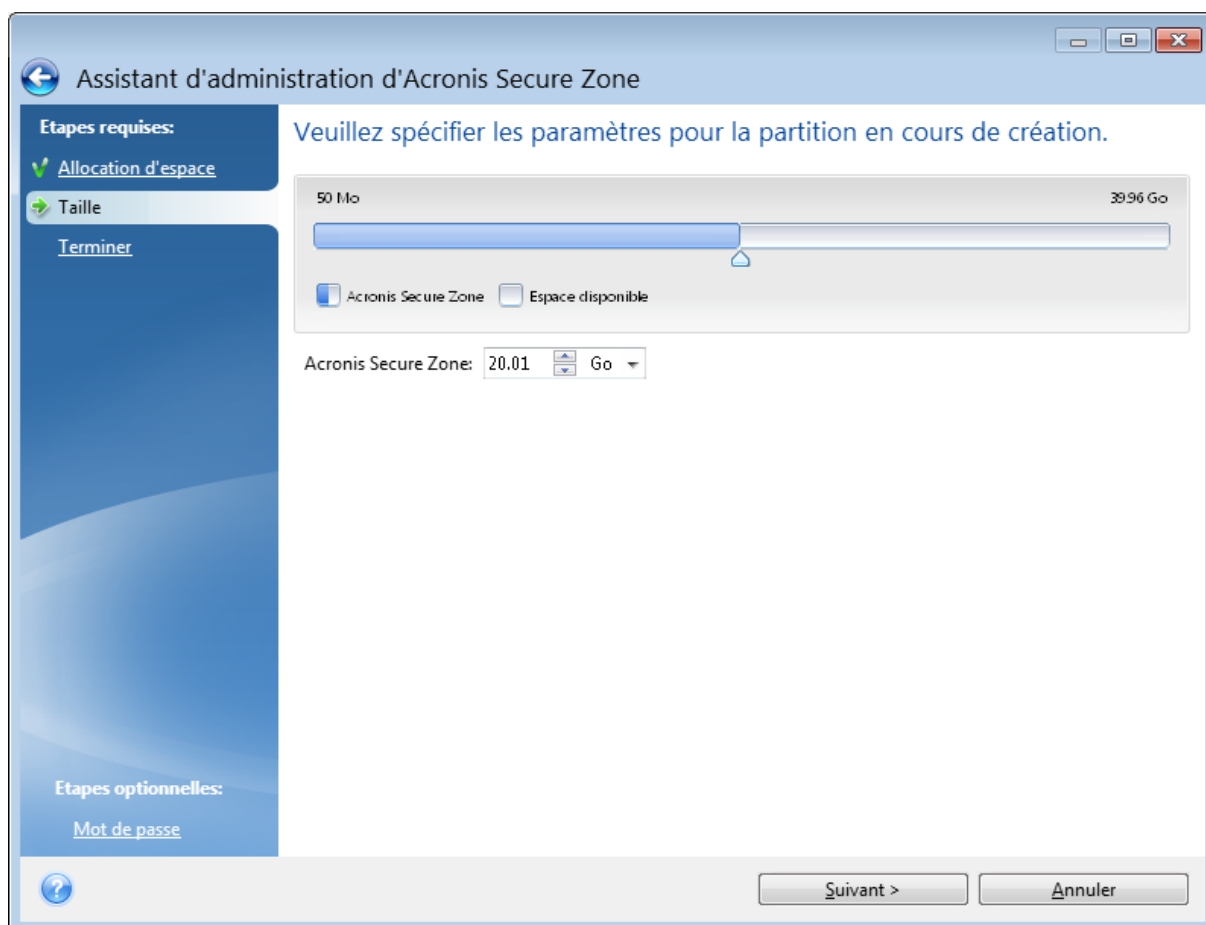 Assistant d'administration d'Acronis Secure Zone
Etapes requises:
Allocation d'espace
Taille
Terminer
Etapes optionnelles:
Mot de passe
Veuillez spécifier les paramètres pour la partition en cours de création.
50 Mo 39.96 Go
Acronis Secure Zone Espace disponible
Acronis Secure Zone: 20.01 Go
Suivant > Annuler